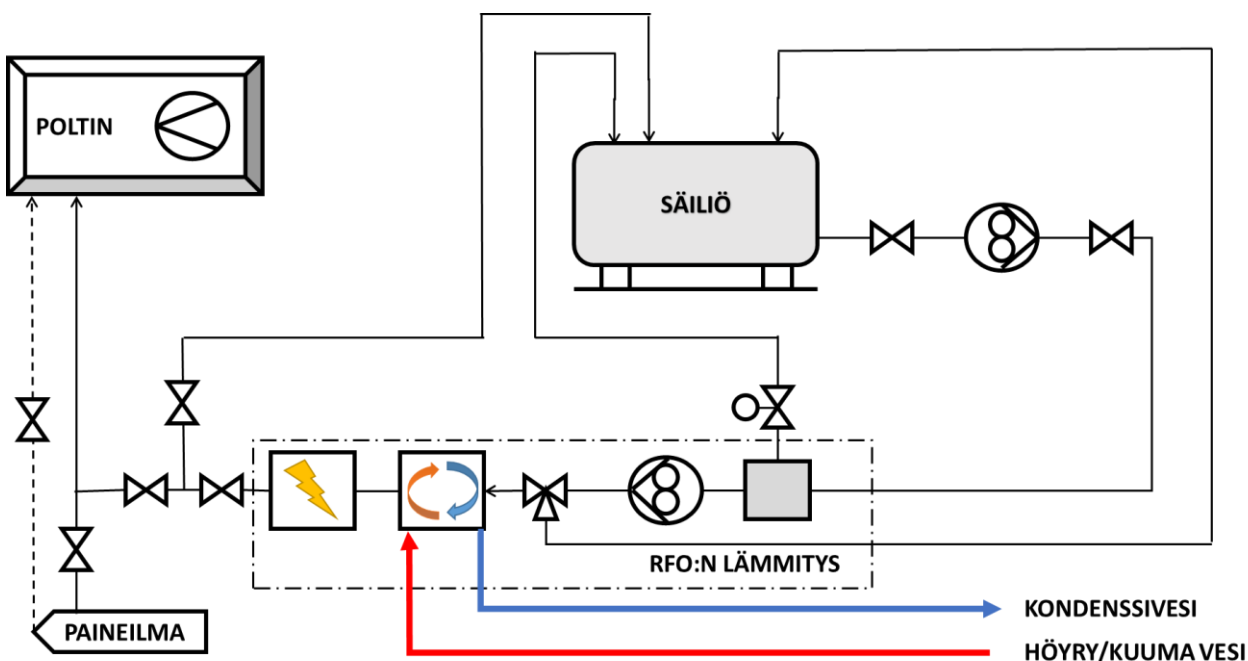 POLTIN
SÄILIÖ
RFO:N LÄMMITYS
PAINEILMA
KONDENSSIVESI
HÖYRY/KUUMA VESI